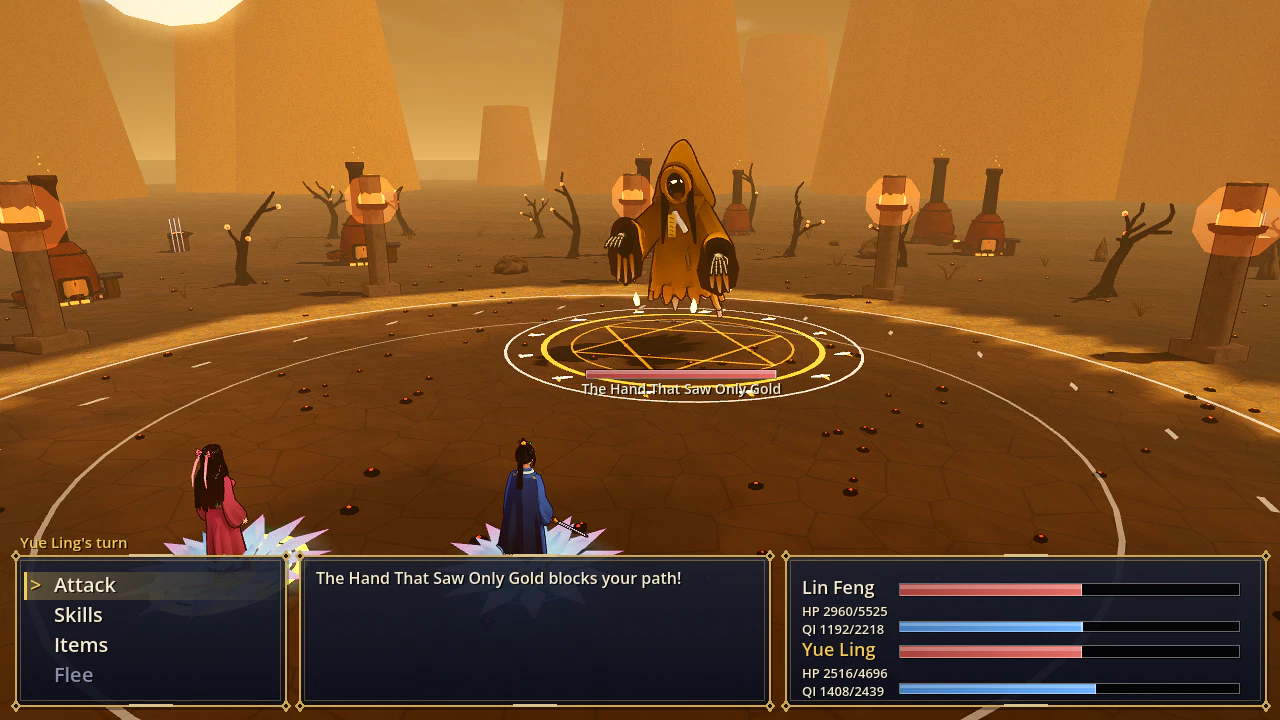 The Hand That Saw Only Gold
Yue Ling's turn
> Attack
Skills
Items
Flee
The Hand That Saw Only Gold blocks your path!
Lin Feng
HP 2960/5525
QI 1192/2218
Yue Ling
HP 2516/4696
QI 1408/2439